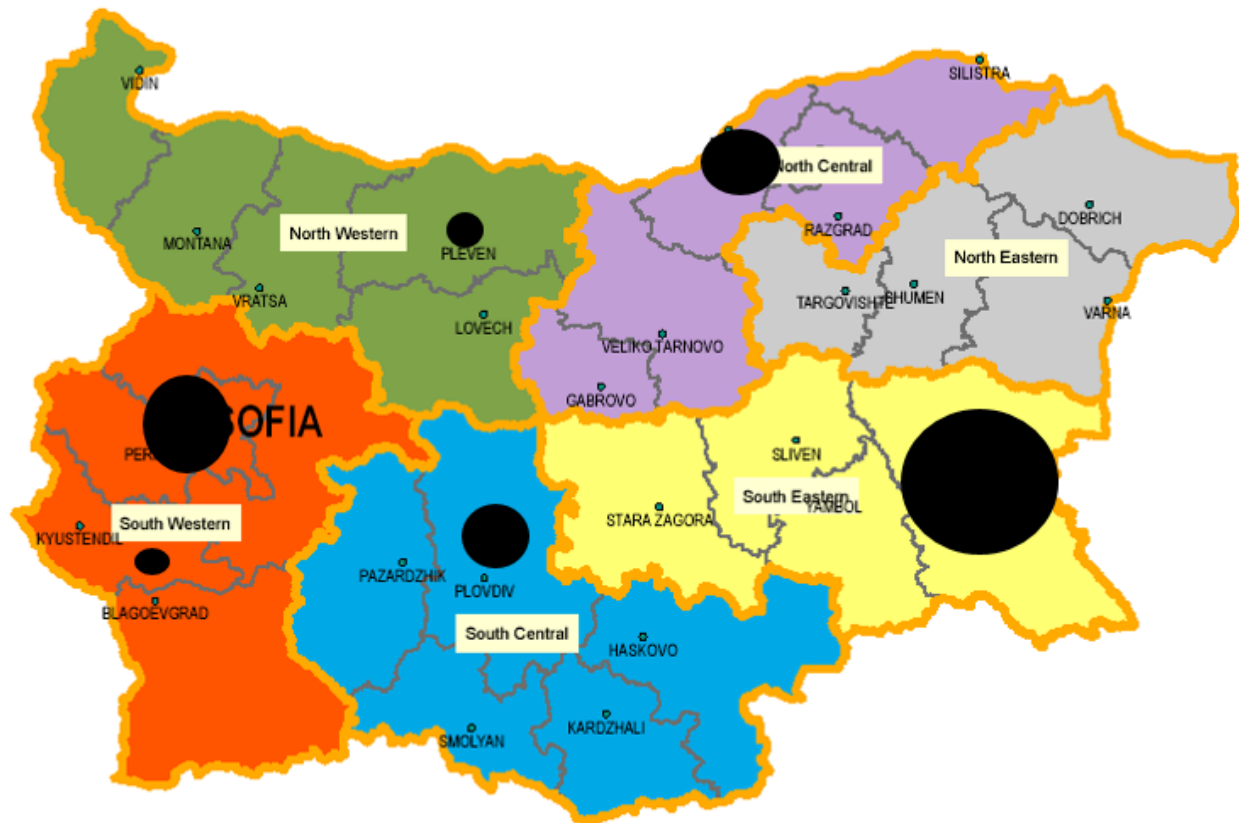 VIDIN
SILISTRA
North Central
MONTANA
North Western
PLEVEN
RAZGRAD
DOBRICH
North Eastern
VRATSA
LOVECH
TARGOVISHTE
SHUMEN
VARNA
VELIKO TARNOVO
GABROVO
SOFIA
SLIVEN
South Eastern
YAMBOL
STARA ZAGORA
South Western
KYUSTENDIL
PAZARDZHIK
PLOVDIV
BLAGOEVGRAD
South Central
HASKOVO
SMOLYAN
KARDZHALI